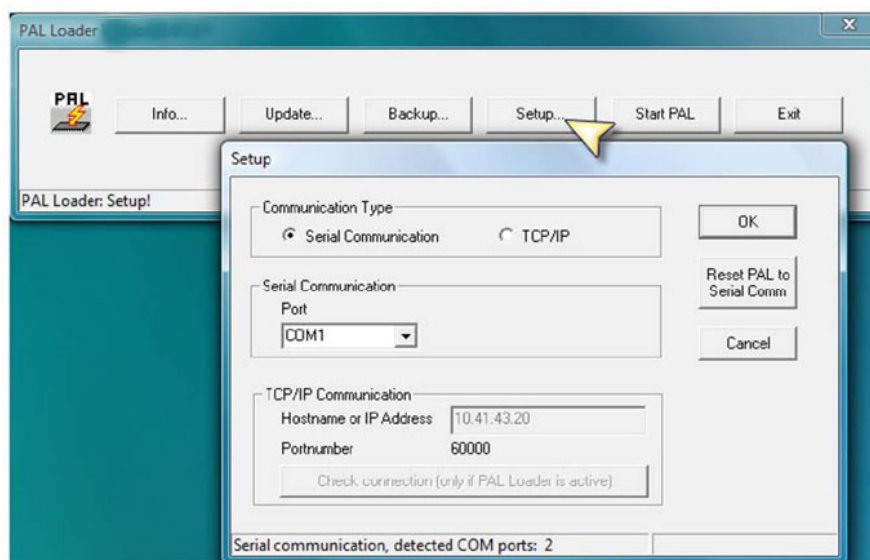 PAL Loader
PAL
Info...
Update...
Backup...
Setup...
Start PAL
Exit
PAL Loader: Setup!
Setup
Communication Type
Serial Communication
TCP/IP
Serial Communication
Port
COM1
OK
Reset PAL to
Serial Comm
Cancel
TCP/IP Communication
Hostname or IP Address 10.41.43.20
Portnumber 60000
Check connection (only if PAL Loader is active)
Serial communication, detected COM ports: 2